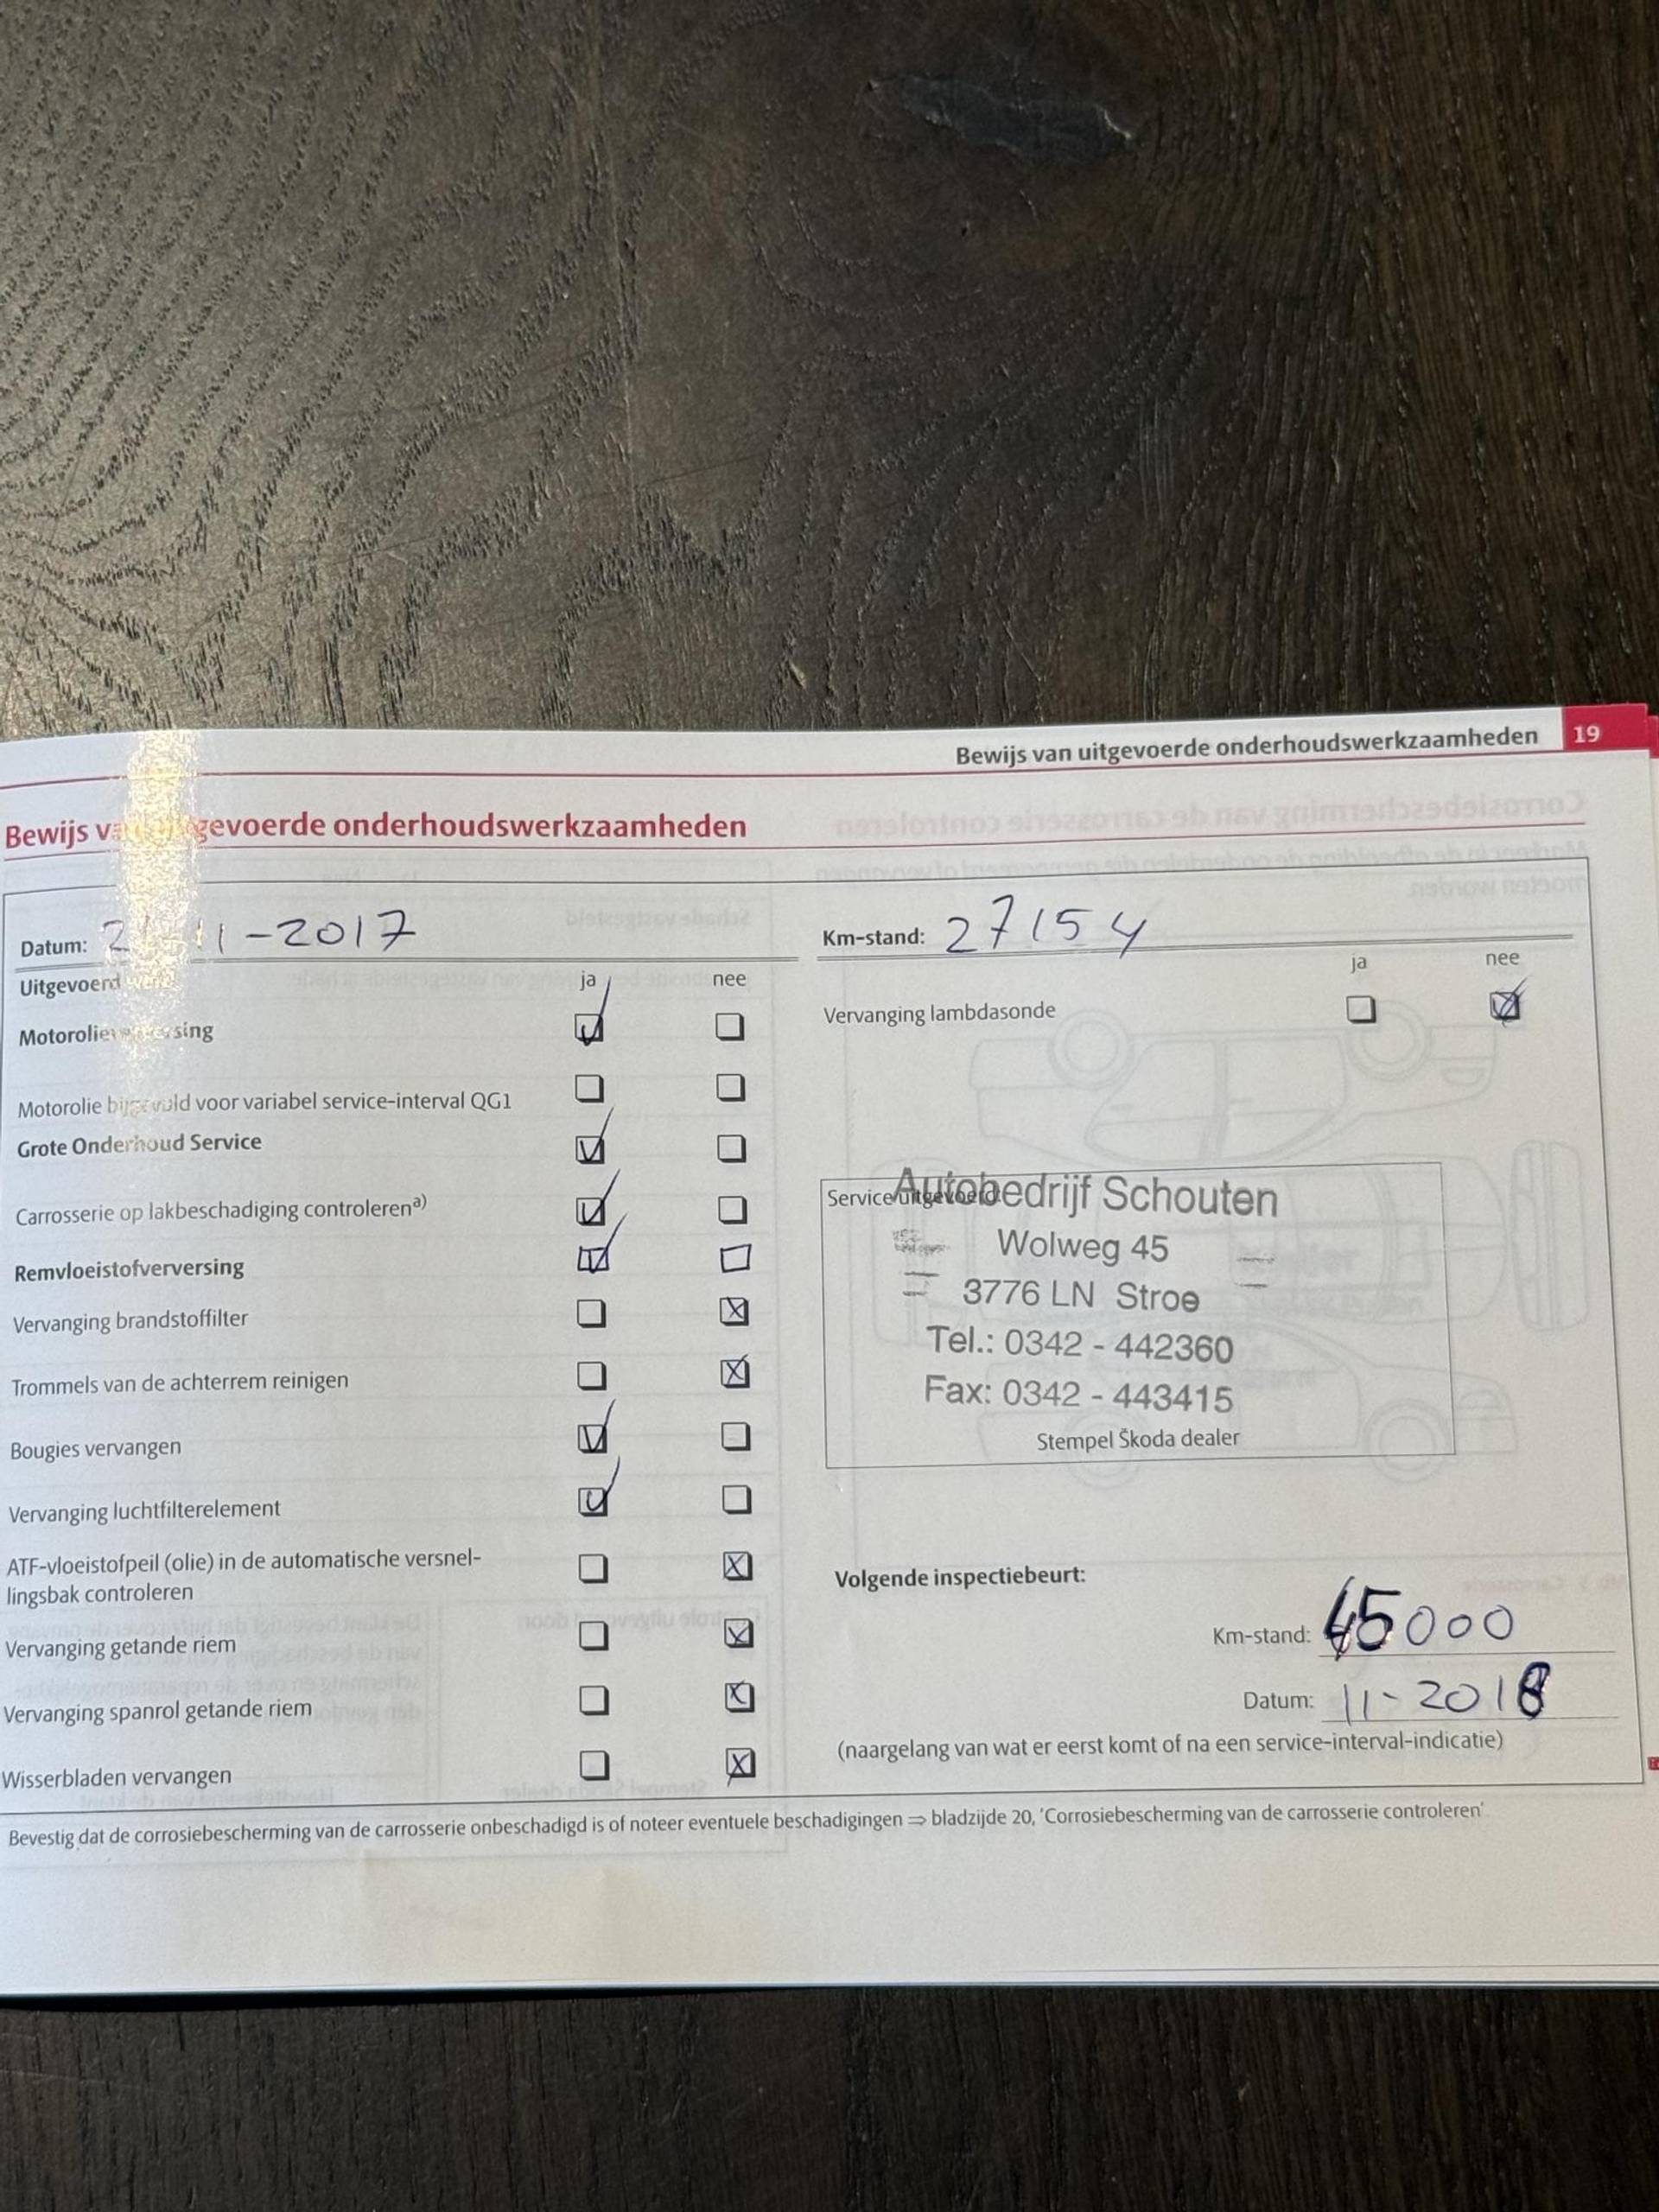 Bewijs van uitgevoerde onderhoudswerkzaamheden 19
Bewijs van uitgevoerde onderhoudswerkzaamheden
Datum: 11-2017
Uitgevoerd
ja nee
Motorolieverversing
Motorolie bijgevuld voor variabel service-interval QG1
Grote Onderhoud Service
Carrosserie op lakbeschadiging controleren a)
Remvloeistofverversing
Vervanging brandstoffilter
Trommels van de achterrem reinigen
Bougies vervangen
Vervanging luchtfilterelement
ATF-vloeistofpeil (olie) in de automatische versnel-
lingsbak controleren
Vervanging getande riem
Vervanging spanrol getande riem
Wisserbladen vervangen
Km-stand: 27154
ja nee
Vervanging lambdasonde
Service uitgevoerd:
Autobedrijf Schouten
Wolweg 45
3776 LN Stroe
Tel.: 0342 - 442360
Fax: 0342 - 443415
Stempel Škoda dealer
Volgende inspectiebeurt:
Km-stand: 45000
Datum: 11-2018
(naargelang van wat er eerst komt of na een service-interval-indicatie)
Bevestig dat de corrosiebescherming van de carrosserie onbeschadigd is of noteer eventuele beschadigingen ⇒ bladzijde 20, 'Corrosiebescherming van de carrosserie controleren'